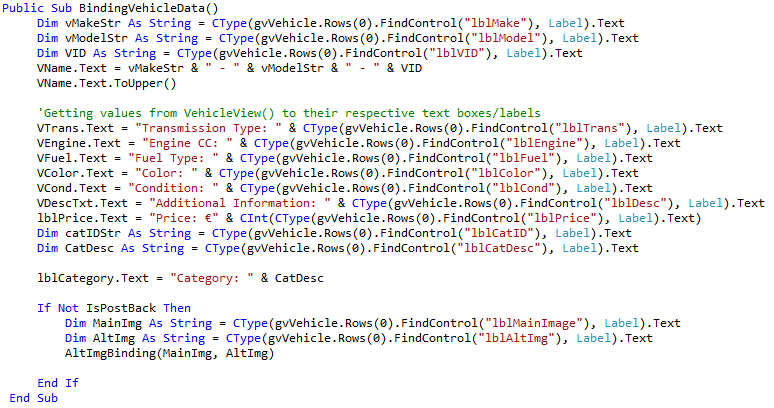 Public Sub BindingVehicleData()
Dim vMakeStr As String = CType(gvVehicle.Rows(0).FindControl("lblMake"), Label).Text
Dim vModelStr As String = CType(gvVehicle.Rows(0).FindControl("lblModel"), Label).Text
Dim VID As String = CType(gvVehicle.Rows(0).FindControl("lblVID"), Label).Text
VName.Text = vMakeStr & " - " & vModelStr & " - " & VID
VName.Text.ToUpper()
'Getting values from VehicleView() to their respective text boxes/labels
VTrans.Text = "Transmission Type: " & CType(gvVehicle.Rows(0).FindControl("lblTrans"), Label).Text
VEngine.Text = "Engine CC: " & CType(gvVehicle.Rows(0).FindControl("lblEngine"), Label).Text
VFuel.Text = "Fuel Type: " & CType(gvVehicle.Rows(0).FindControl("lblFuel"), Label).Text
VColor.Text = "Color: " & CType(gvVehicle.Rows(0).FindControl("lblColor"), Label).Text
VCond.Text = "Condition: " & CType(gvVehicle.Rows(0).FindControl("lblCond"), Label).Text
VDescTxt.Text = "Additional Information: " & CType(gvVehicle.Rows(0).FindControl("lblDesc"), Label).Text
lblPrice.Text = "Price: €" & CInt(CType(gvVehicle.Rows(0).FindControl("lblPrice"), Label).Text)
Dim catIDStr As String = CType(gvVehicle.Rows(0).FindControl("lblCatID"), Label).Text
Dim CatDesc As String = CType(gvVehicle.Rows(0).FindControl("lblCatDesc"), Label).Text
lblCategory.Text = "Category: " & CatDesc
If Not IsPostBack Then
Dim MainImg As String = CType(gvVehicle.Rows(0).FindControl("lblMainImage"), Label).Text
Dim AltImg As String = CType(gvVehicle.Rows(0).FindControl("lblAltImg"), Label).Text
AltImgBinding(MainImg, AltImg)
End If
End Sub